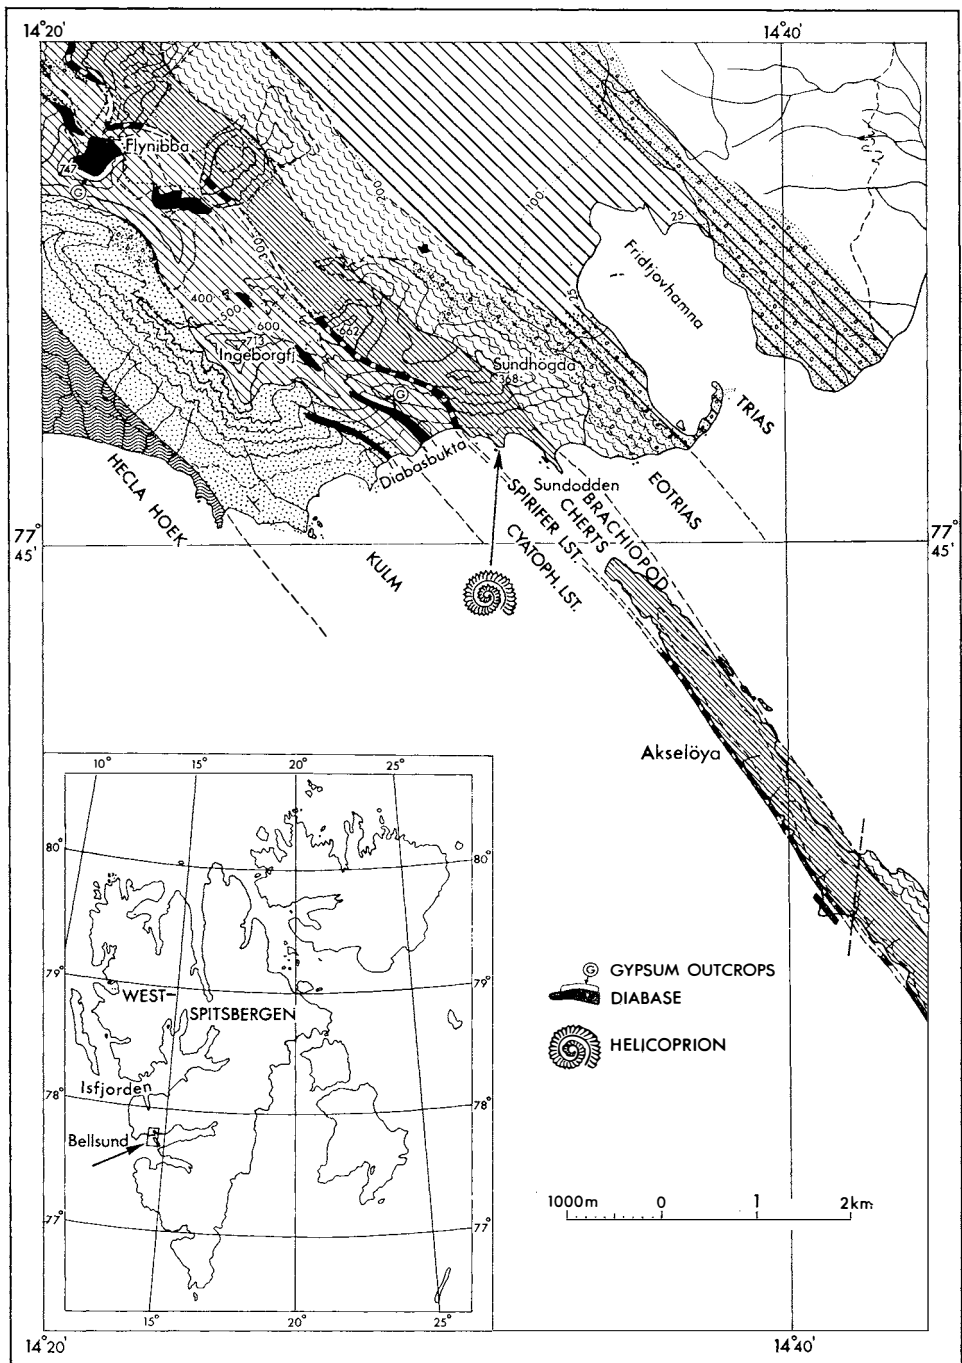 14°20'
14°40'
Flynibba
747
G
200
100
25
300
Fridtjovhamna
400
500
600
25
662
713
Ingeborgfj.
Sundhögda
368
G
TRIAS
Diabasbukta
Sundodden
EOTRIAS
BRACHIOPOD
CHERTS
SPIRIFER LST.
CYATOPH. LST.
KULM
HECLA HOEK
77°
45'
77°
45'
Akselöya
10°
15°
20°
25°
80°
80°
79°
79°
WEST-
SPITSBERGEN
Isfjorden
78°
78°
Bellsund
77°
77°
15°
20°
25°
G GYPSUM OUTCROPS
DIABASE
HELICOPRION
1000m 0 1 2km
14°20'
14°40'